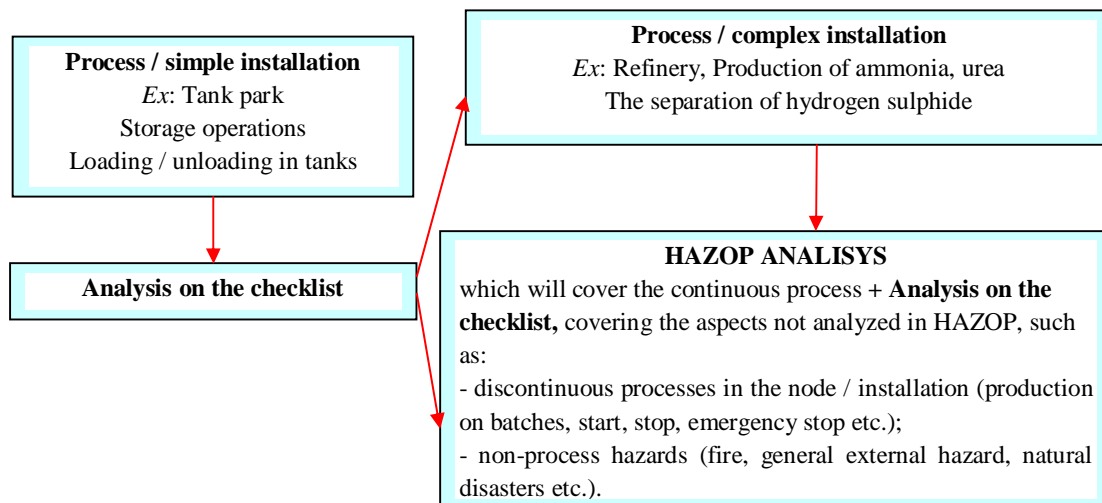 Process / simple installation
Ex: Tank park
Storage operations
Loading / unloading in tanks
Process / complex installation
Ex: Refinery, Production of ammonia, urea
The separation of hydrogen sulphide
Analysis on the checklist
HAZOP ANALISYS
which will cover the continuous process + Analysis on the
checklist, covering the aspects not analyzed in HAZOP, such
as:
- discontinuous processes in the node / installation (production
on batches, start, stop, emergency stop etc.);
- non-process hazards (fire, general external hazard, natural
disasters etc.).